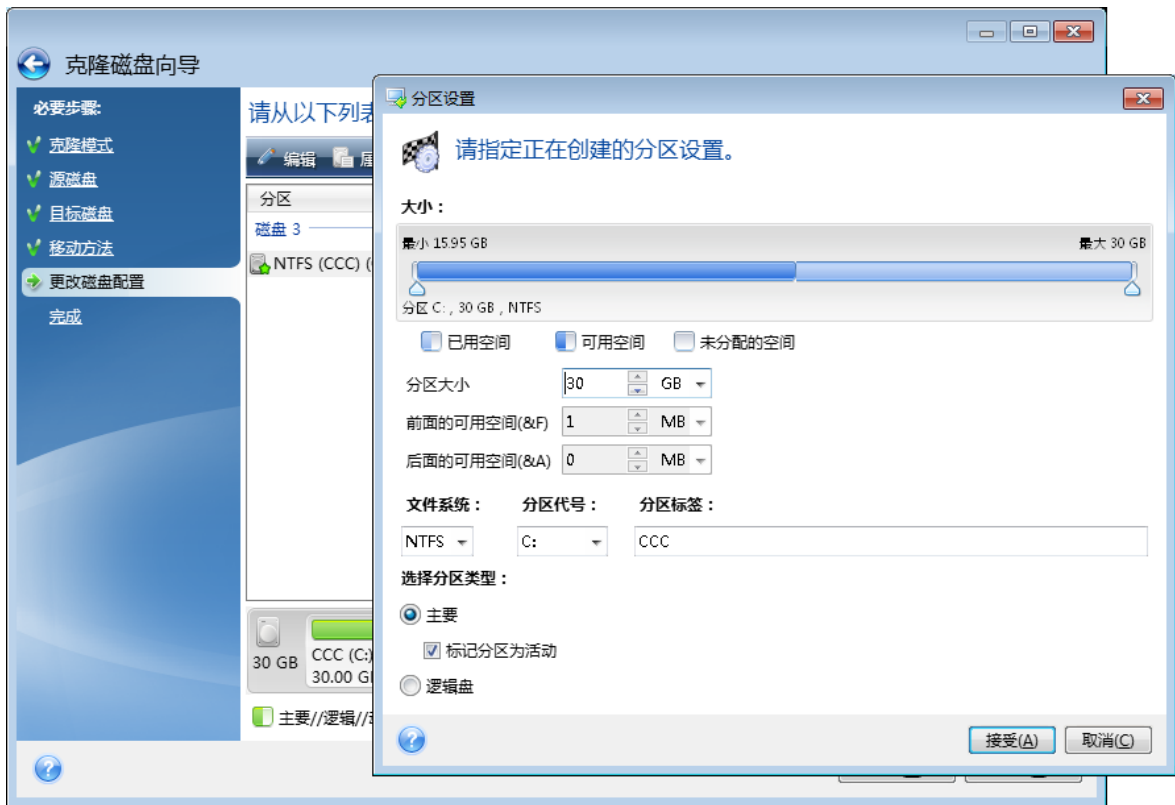 克隆磁盘向导
必要步骤:
克隆模式
源磁盘
目标磁盘
移动方法
更改磁盘配置
完成
请从以下列表
编辑
分区
磁盘 3
NTFS (CCC) (
30 GB
CCC (C:)
30.00 G
主要//逻辑//
分区设置
请指定正在创建的分区设置。
大小：
最小 15.95 GB 最大 30 GB
分区 C: , 30 GB , NTFS
已用空间 可用空间 未分配的空间
分区大小 30 GB
前面的可用空间(&F) 1 MB
后面的可用空间(&A) 0 MB
文件系统： 分区代号： 分区标签：
NTFS C: CCC
选择分区类型：
主要
标记分区为活动
逻辑盘
接受(A) 取消(C)